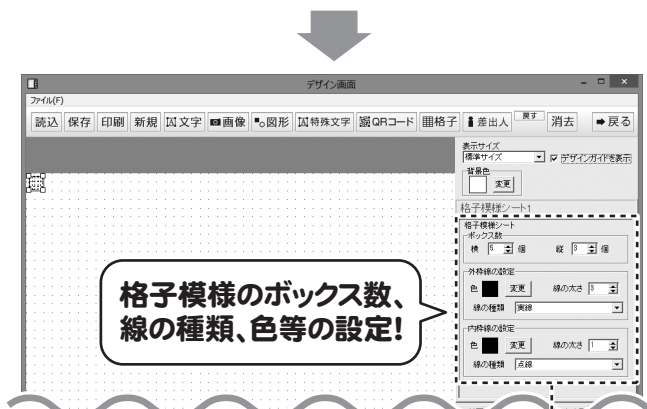 デザイン画面
ファイル(F)
読込 保存 印刷 新規 文字 画像 図形 特殊文字 QRコード 格子 差出人 戻す 消去 戻る
表示サイズ
標準サイズ デザインガイドを表示
背景色
変更
格子模様シート1
格子模様シート
ボックス数
横 5 個 縦 3 個
外枠線の設定
色 変更 線の太さ 3
線の種類 実線
内枠線の設定
色 変更 線の太さ 1
線の種類 点線
格子模様のボックス数、
線の種類、色等の設定!